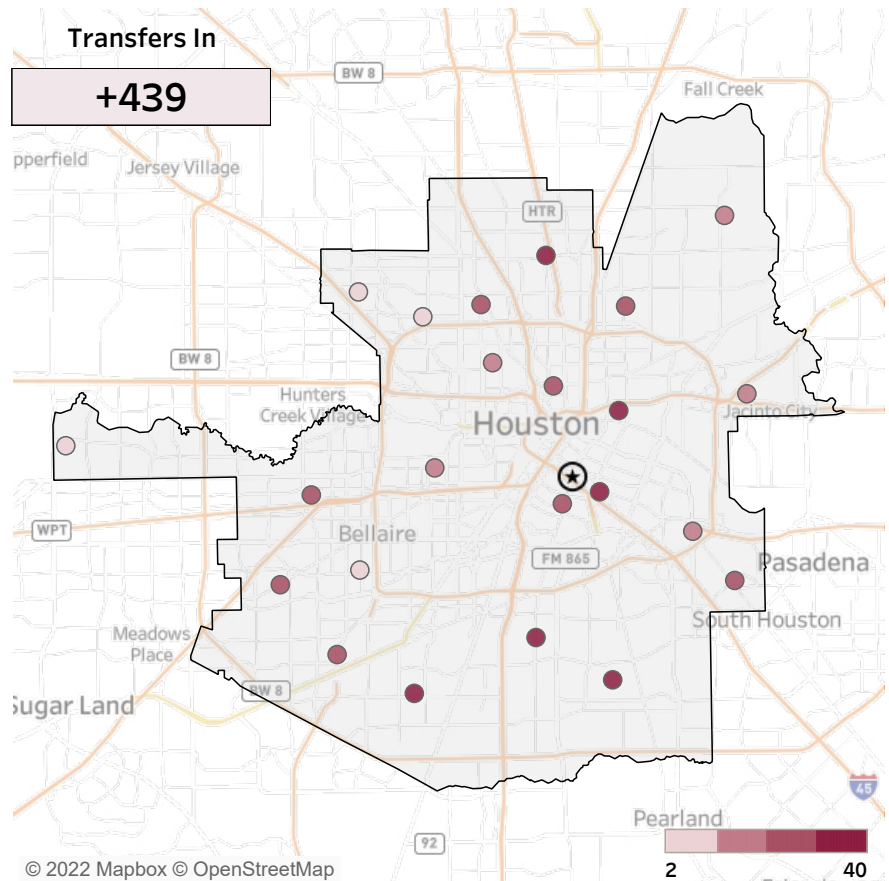 Transfers In
+439
BW 8
Fall Creek
pperfield
Jersey Village
HTR
BW 8
Hunters
Creek Village
Jacinto City
Houston
WPT
Bellaire
FM 865
Pasadena
South Houston
Meadows
Place
BW 8
Sugar Land
45
Pearland
92
2
40
© 2022 Mapbox © OpenStreetMap